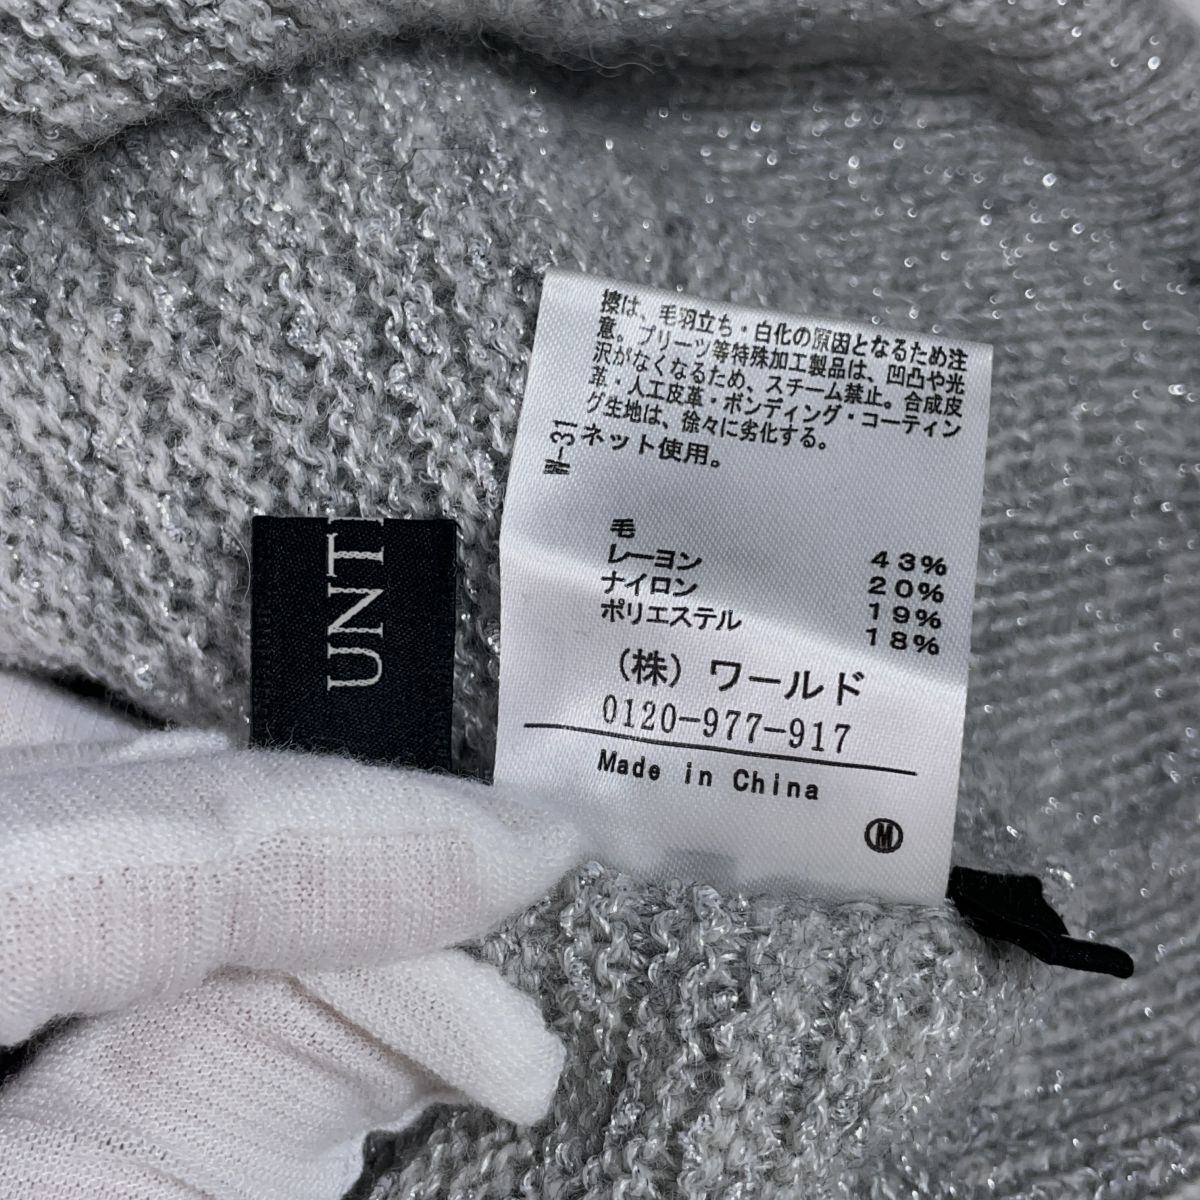 擦は、毛羽立ち・白化の原因となるため注
意。プリーツ等特殊加工製品は、凹凸や光
沢がなくなるため、スチーム禁止。合成皮
革・人工皮革・ボンディング・コーティン
グ生地は、徐々に劣化する。
ネット使用。
W-31
毛 43%
レーヨン 20%
ナイロン 19%
ポリエステル 18%
(株) ワールド
0120-977-917
Made in China
M
UNT